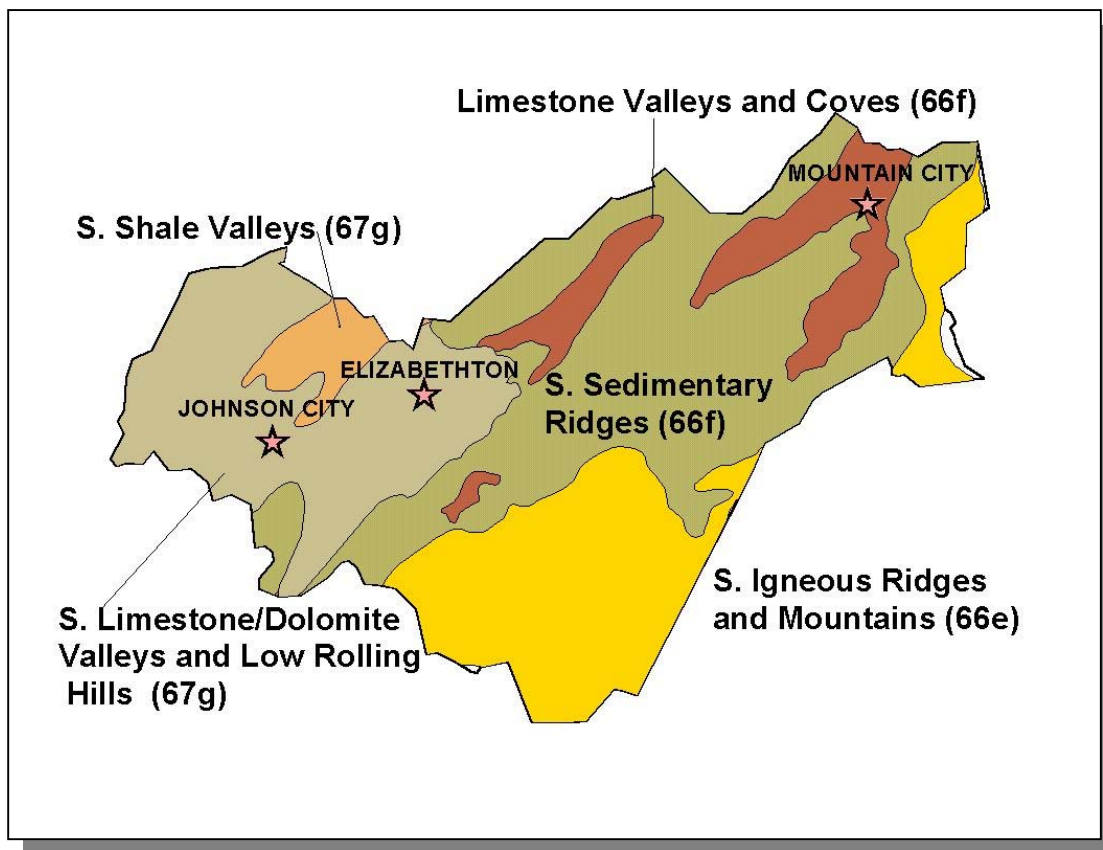 Limestone Valleys and Coves (66f)
MOUNTAIN CITY
S. Shale Valleys (67g)
ELIZABETHTON
JOHNSON CITY
S. Sedimentary
Ridges (66f)
S. Igneous Ridges
and Mountains (66e)
S. Limestone/Dolomite
Valleys and Low Rolling
Hills (67g)